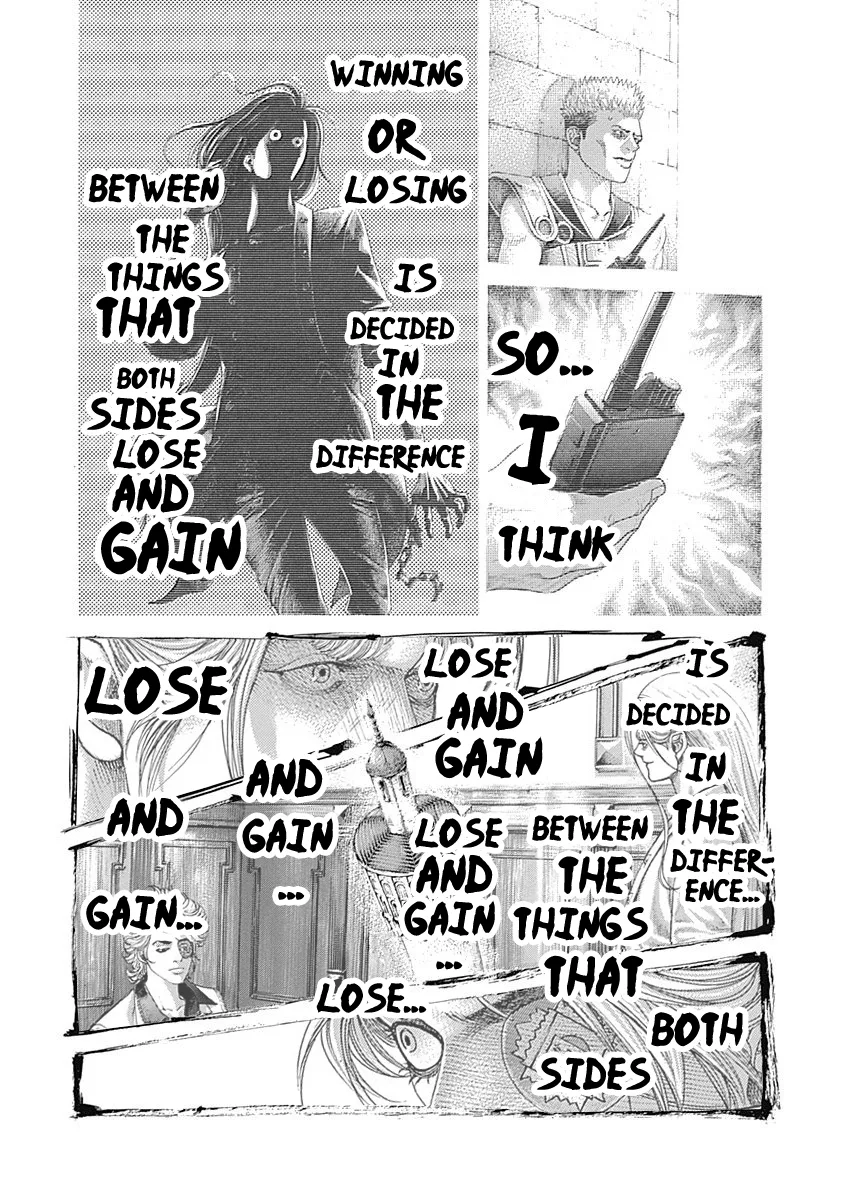 SO...
I
THINK
WINNING
OR
LOSING
IS
DECIDED
IN
THE
DIFFERENCE
BETWEEN
THE
THINGS
THAT
BOTH
SIDES
LOSE
AND
GAIN
IS
DECIDED
IN
THE
DIFFER-
ENCE...
BETWEEN
THE
THINGS
THAT
BOTH
SIDES
LOSE
AND
GAIN
LOSE
AND
GAIN
...
LOSE...
AND
GAIN
...
LOSE
AND
GAIN...